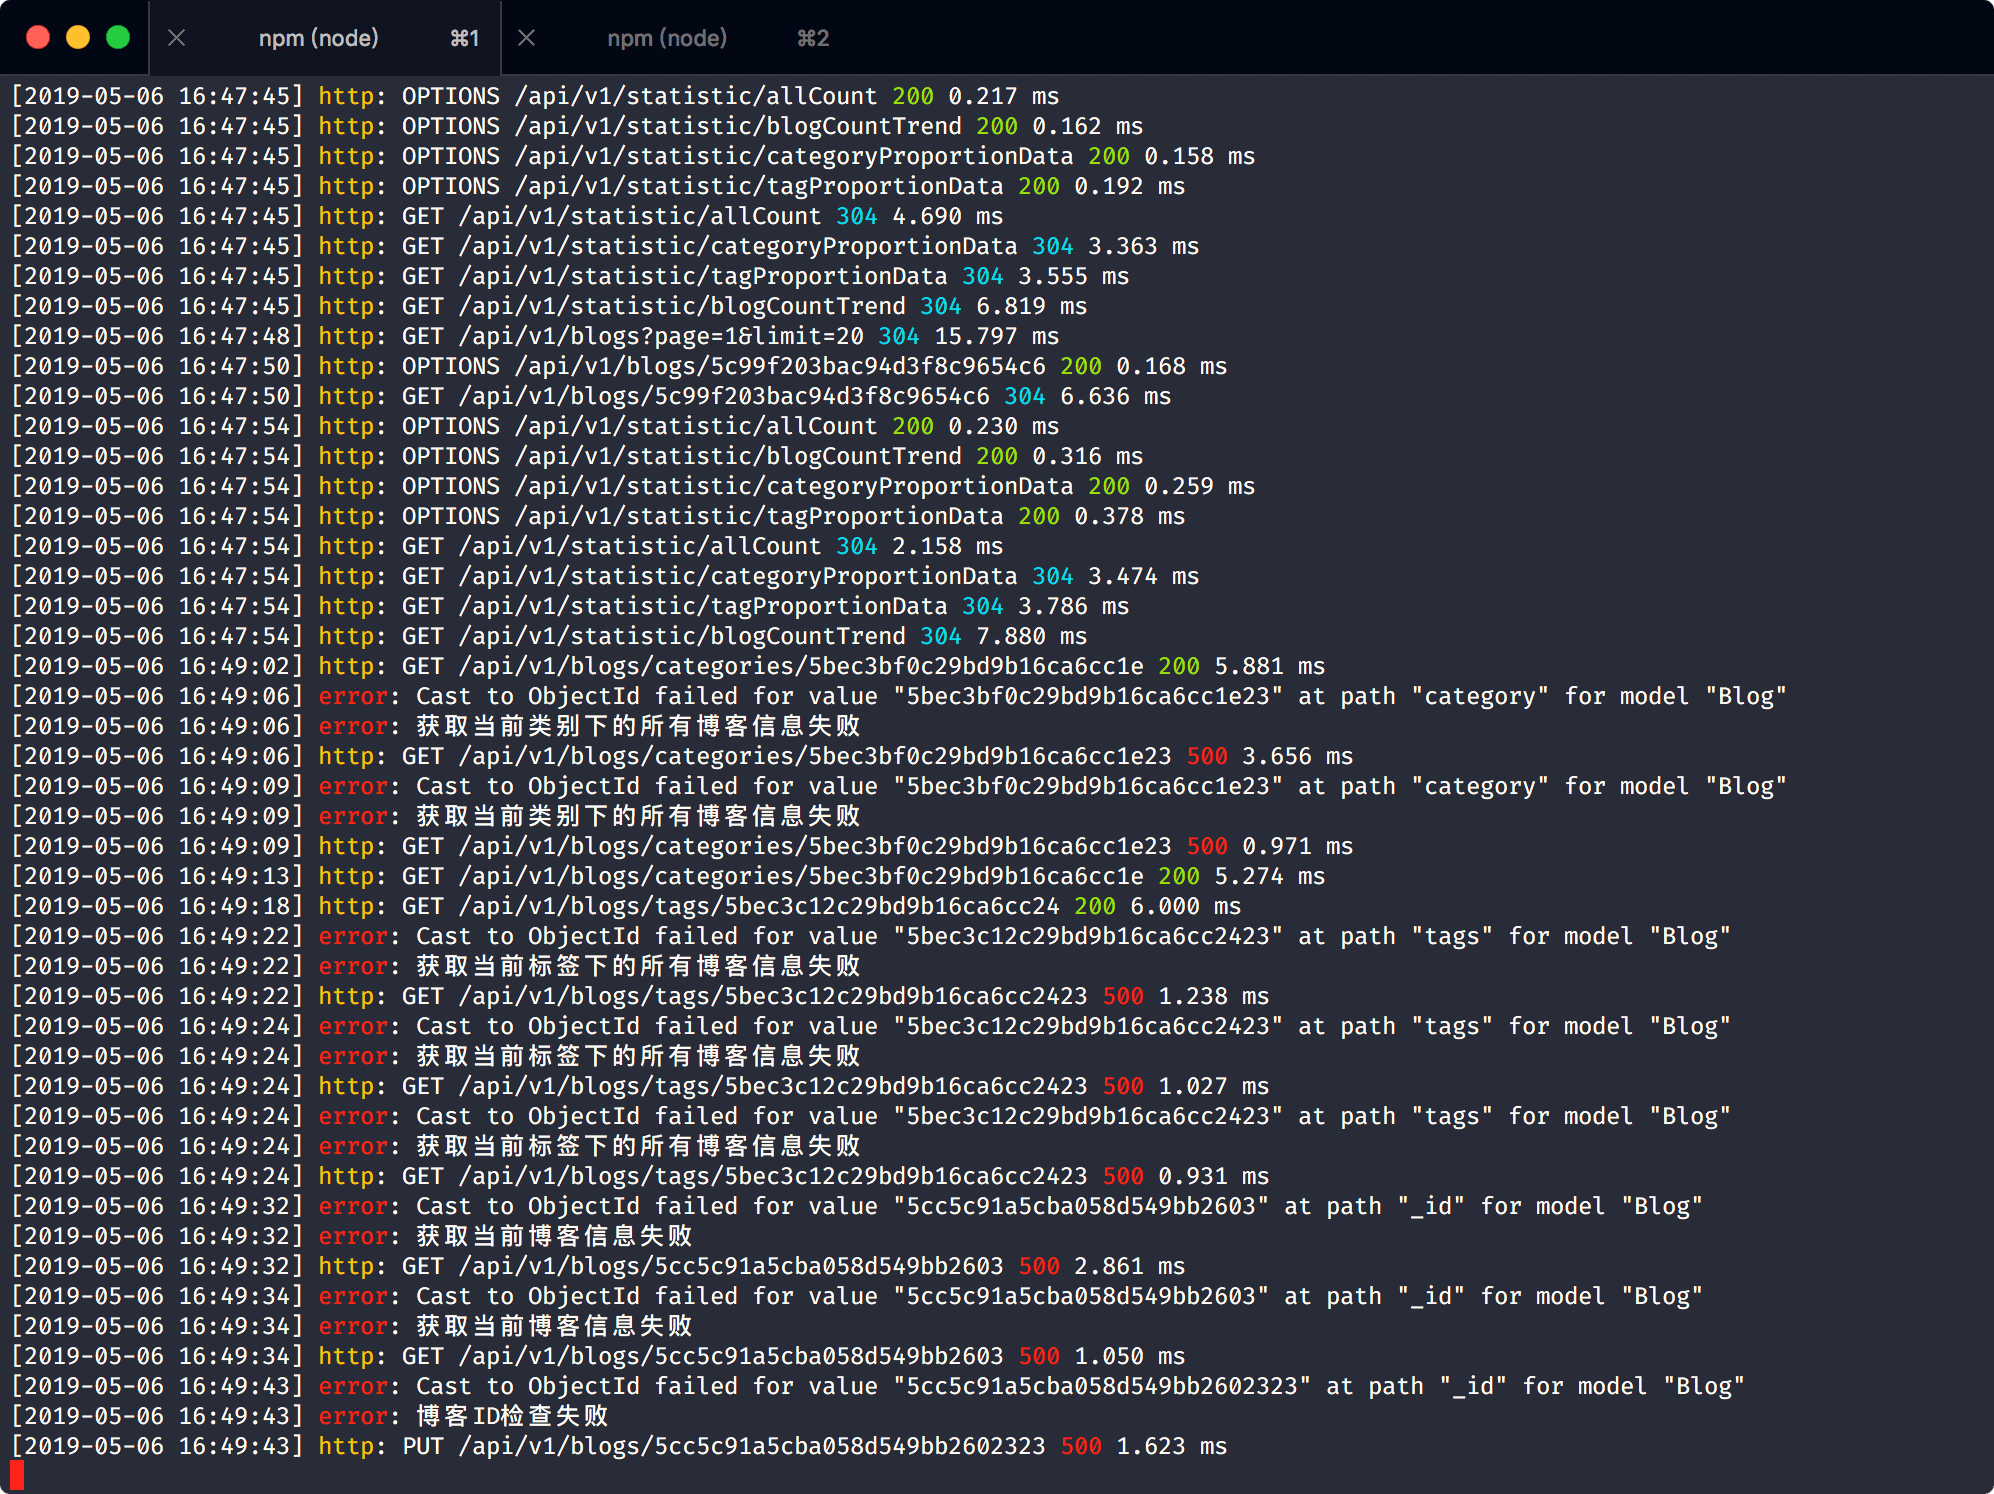 npm (node) ⌘1 npm (node) ⌘2
[2019-05-06 16:47:45] http: OPTIONS /api/v1/statistic/allCount 200 0.217 ms
[2019-05-06 16:47:45] http: OPTIONS /api/v1/statistic/blogCountTrend 200 0.162 ms
[2019-05-06 16:47:45] http: OPTIONS /api/v1/statistic/categoryProportionData 200 0.158 ms
[2019-05-06 16:47:45] http: OPTIONS /api/v1/statistic/tagProportionData 200 0.192 ms
[2019-05-06 16:47:45] http: GET /api/v1/statistic/allCount 304 4.690 ms
[2019-05-06 16:47:45] http: GET /api/v1/statistic/categoryProportionData 304 3.363 ms
[2019-05-06 16:47:45] http: GET /api/v1/statistic/tagProportionData 304 3.555 ms
[2019-05-06 16:47:45] http: GET /api/v1/statistic/blogCountTrend 304 6.819 ms
[2019-05-06 16:47:48] http: GET /api/v1/blogs?page=1&limit=20 304 15.797 ms
[2019-05-06 16:47:50] http: OPTIONS /api/v1/blogs/5c99f203bac94d3f8c9654c6 200 0.168 ms
[2019-05-06 16:47:50] http: GET /api/v1/blogs/5c99f203bac94d3f8c9654c6 304 6.636 ms
[2019-05-06 16:47:54] http: OPTIONS /api/v1/statistic/allCount 200 0.230 ms
[2019-05-06 16:47:54] http: OPTIONS /api/v1/statistic/blogCountTrend 200 0.316 ms
[2019-05-06 16:47:54] http: OPTIONS /api/v1/statistic/categoryProportionData 200 0.259 ms
[2019-05-06 16:47:54] http: OPTIONS /api/v1/statistic/tagProportionData 200 0.378 ms
[2019-05-06 16:47:54] http: GET /api/v1/statistic/allCount 304 2.158 ms
[2019-05-06 16:47:54] http: GET /api/v1/statistic/categoryProportionData 304 3.474 ms
[2019-05-06 16:47:54] http: GET /api/v1/statistic/tagProportionData 304 3.786 ms
[2019-05-06 16:47:54] http: GET /api/v1/statistic/blogCountTrend 304 7.880 ms
[2019-05-06 16:49:02] http: GET /api/v1/blogs/categories/5bec3bf0c29bd9b16ca6cc1e 200 5.881 ms
[2019-05-06 16:49:06] error: Cast to ObjectId failed for value "5bec3bf0c29bd9b16ca6cc1e23" at path "category" for model "Blog"
[2019-05-06 16:49:06] error: 获取当前类别下的所有博客信息失败
[2019-05-06 16:49:06] http: GET /api/v1/blogs/categories/5bec3bf0c29bd9b16ca6cc1e23 500 3.656 ms
[2019-05-06 16:49:09] error: Cast to ObjectId failed for value "5bec3bf0c29bd9b16ca6cc1e23" at path "category" for model "Blog"
[2019-05-06 16:49:09] error: 获取当前类别下的所有博客信息失败
[2019-05-06 16:49:09] http: GET /api/v1/blogs/categories/5bec3bf0c29bd9b16ca6cc1e23 500 0.971 ms
[2019-05-06 16:49:13] http: GET /api/v1/blogs/categories/5bec3bf0c29bd9b16ca6cc1e 200 5.274 ms
[2019-05-06 16:49:18] http: GET /api/v1/blogs/tags/5bec3c12c29bd9b16ca6cc24 200 6.000 ms
[2019-05-06 16:49:22] error: Cast to ObjectId failed for value "5bec3c12c29bd9b16ca6cc2423" at path "tags" for model "Blog"
[2019-05-06 16:49:22] error: 获取当前标签下的所有博客信息失败
[2019-05-06 16:49:22] http: GET /api/v1/blogs/tags/5bec3c12c29bd9b16ca6cc2423 500 1.238 ms
[2019-05-06 16:49:24] error: Cast to ObjectId failed for value "5bec3c12c29bd9b16ca6cc2423" at path "tags" for model "Blog"
[2019-05-06 16:49:24] error: 获取当前标签下的所有博客信息失败
[2019-05-06 16:49:24] http: GET /api/v1/blogs/tags/5bec3c12c29bd9b16ca6cc2423 500 1.027 ms
[2019-05-06 16:49:24] error: Cast to ObjectId failed for value "5bec3c12c29bd9b16ca6cc2423" at path "tags" for model "Blog"
[2019-05-06 16:49:24] error: 获取当前标签下的所有博客信息失败
[2019-05-06 16:49:24] http: GET /api/v1/blogs/tags/5bec3c12c29bd9b16ca6cc2423 500 0.931 ms
[2019-05-06 16:49:32] error: Cast to ObjectId failed for value "5cc5c91a5cba058d549bb2603" at path "_id" for model "Blog"
[2019-05-06 16:49:32] error: 获取当前博客信息失败
[2019-05-06 16:49:32] http: GET /api/v1/blogs/5cc5c91a5cba058d549bb2603 500 2.861 ms
[2019-05-06 16:49:34] error: Cast to ObjectId failed for value "5cc5c91a5cba058d549bb2603" at path "_id" for model "Blog"
[2019-05-06 16:49:34] error: 获取当前博客信息失败
[2019-05-06 16:49:34] http: GET /api/v1/blogs/5cc5c91a5cba058d549bb2603 500 1.050 ms
[2019-05-06 16:49:43] error: Cast to ObjectId failed for value "5cc5c91a5cba058d549bb2602323" at path "_id" for model "Blog"
[2019-05-06 16:49:43] error: 博客ID检查失败
[2019-05-06 16:49:43] http: PUT /api/v1/blogs/5cc5c91a5cba058d549bb2602323 500 1.623 ms